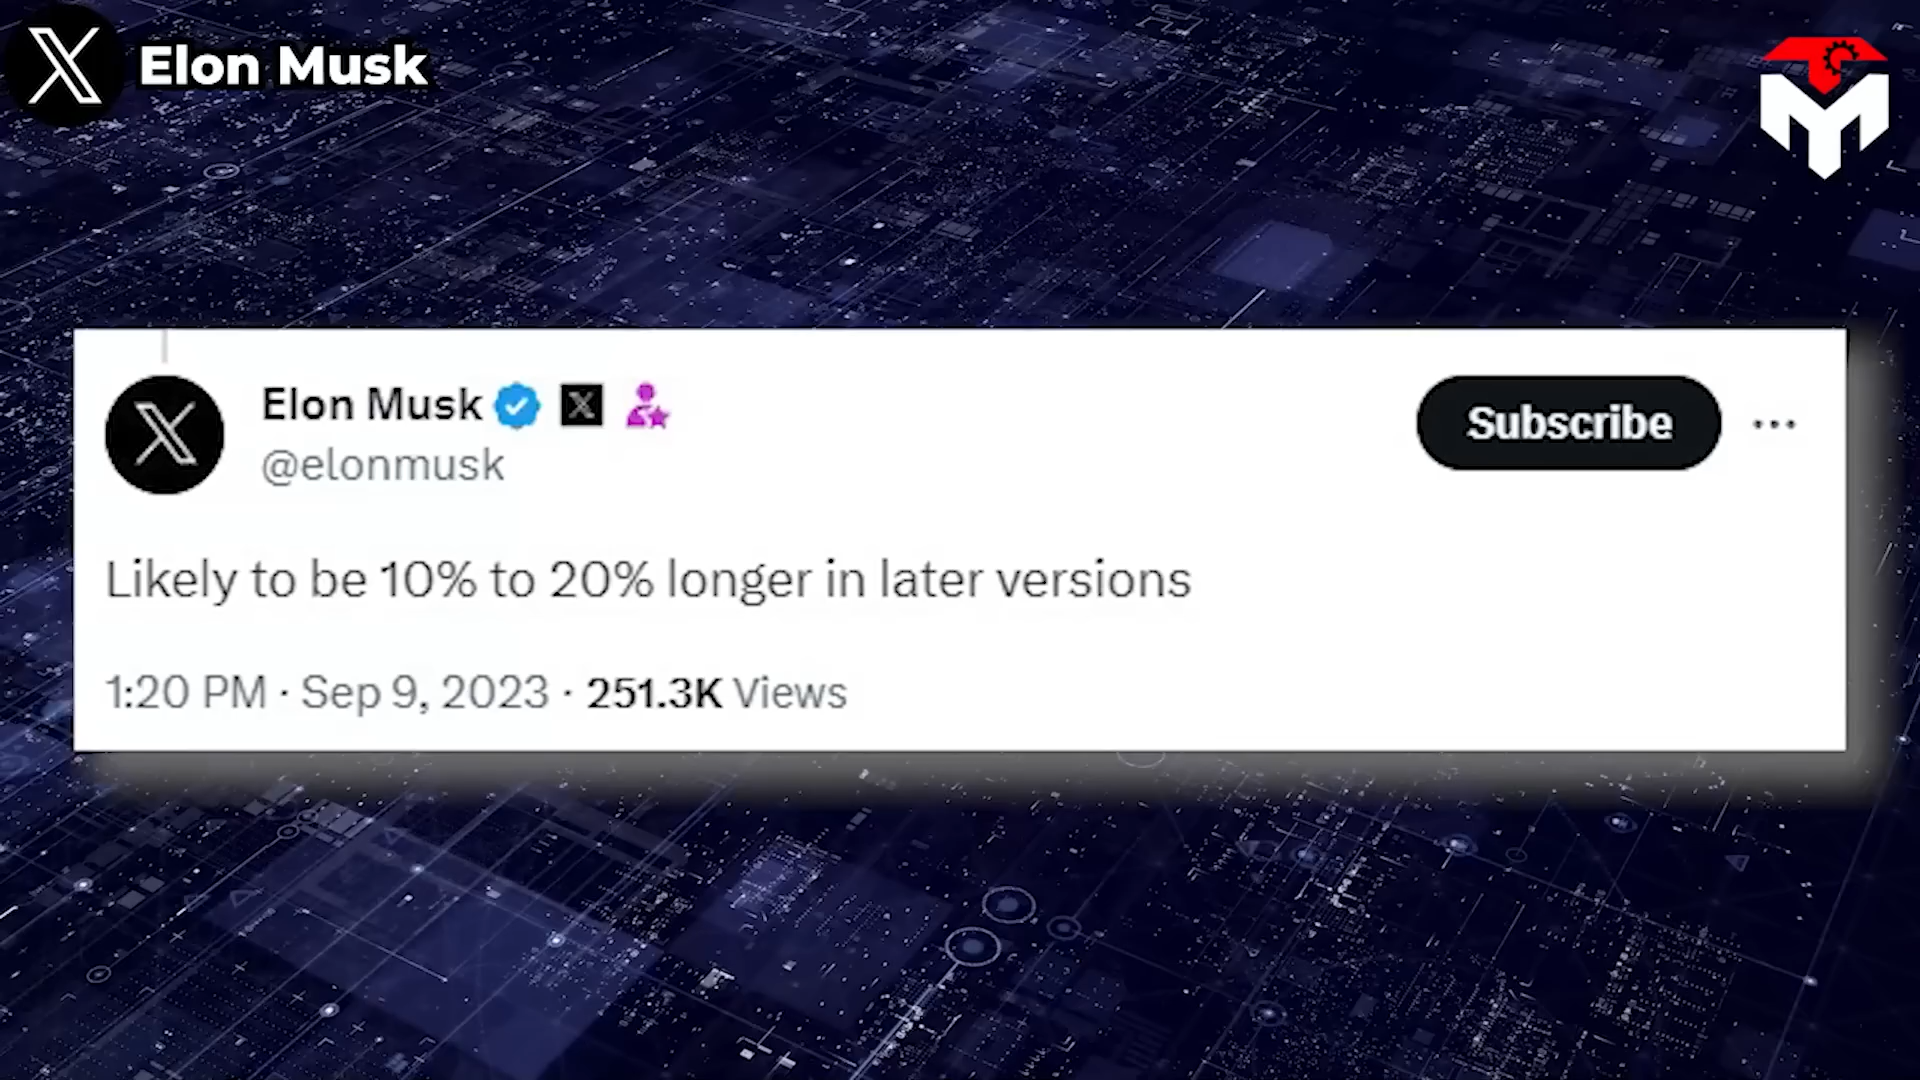 Elon Musk
Elon Musk
Subscribe
@elonmusk
Likely to be 10% to 20% longer in later versions
1:20 PM · Sep 9, 2023 · 251.3K Views